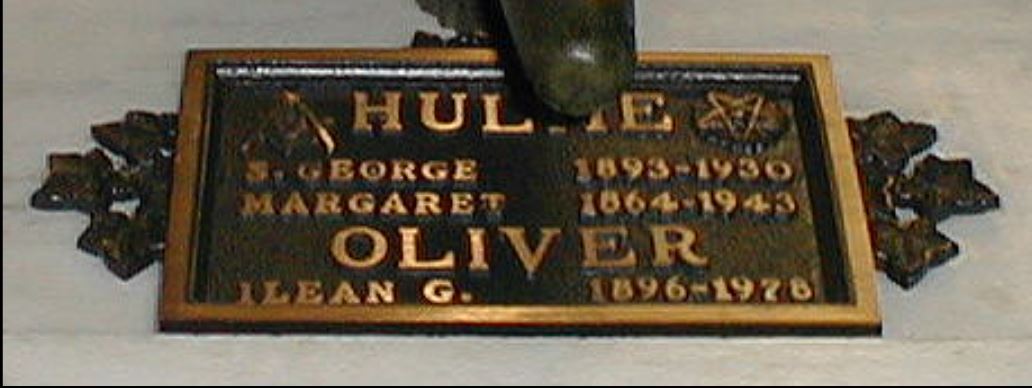 S. GEORGE 1893-1930
MARGARET 1864-1943
OLIVER
ILEAN G. 1896-1978